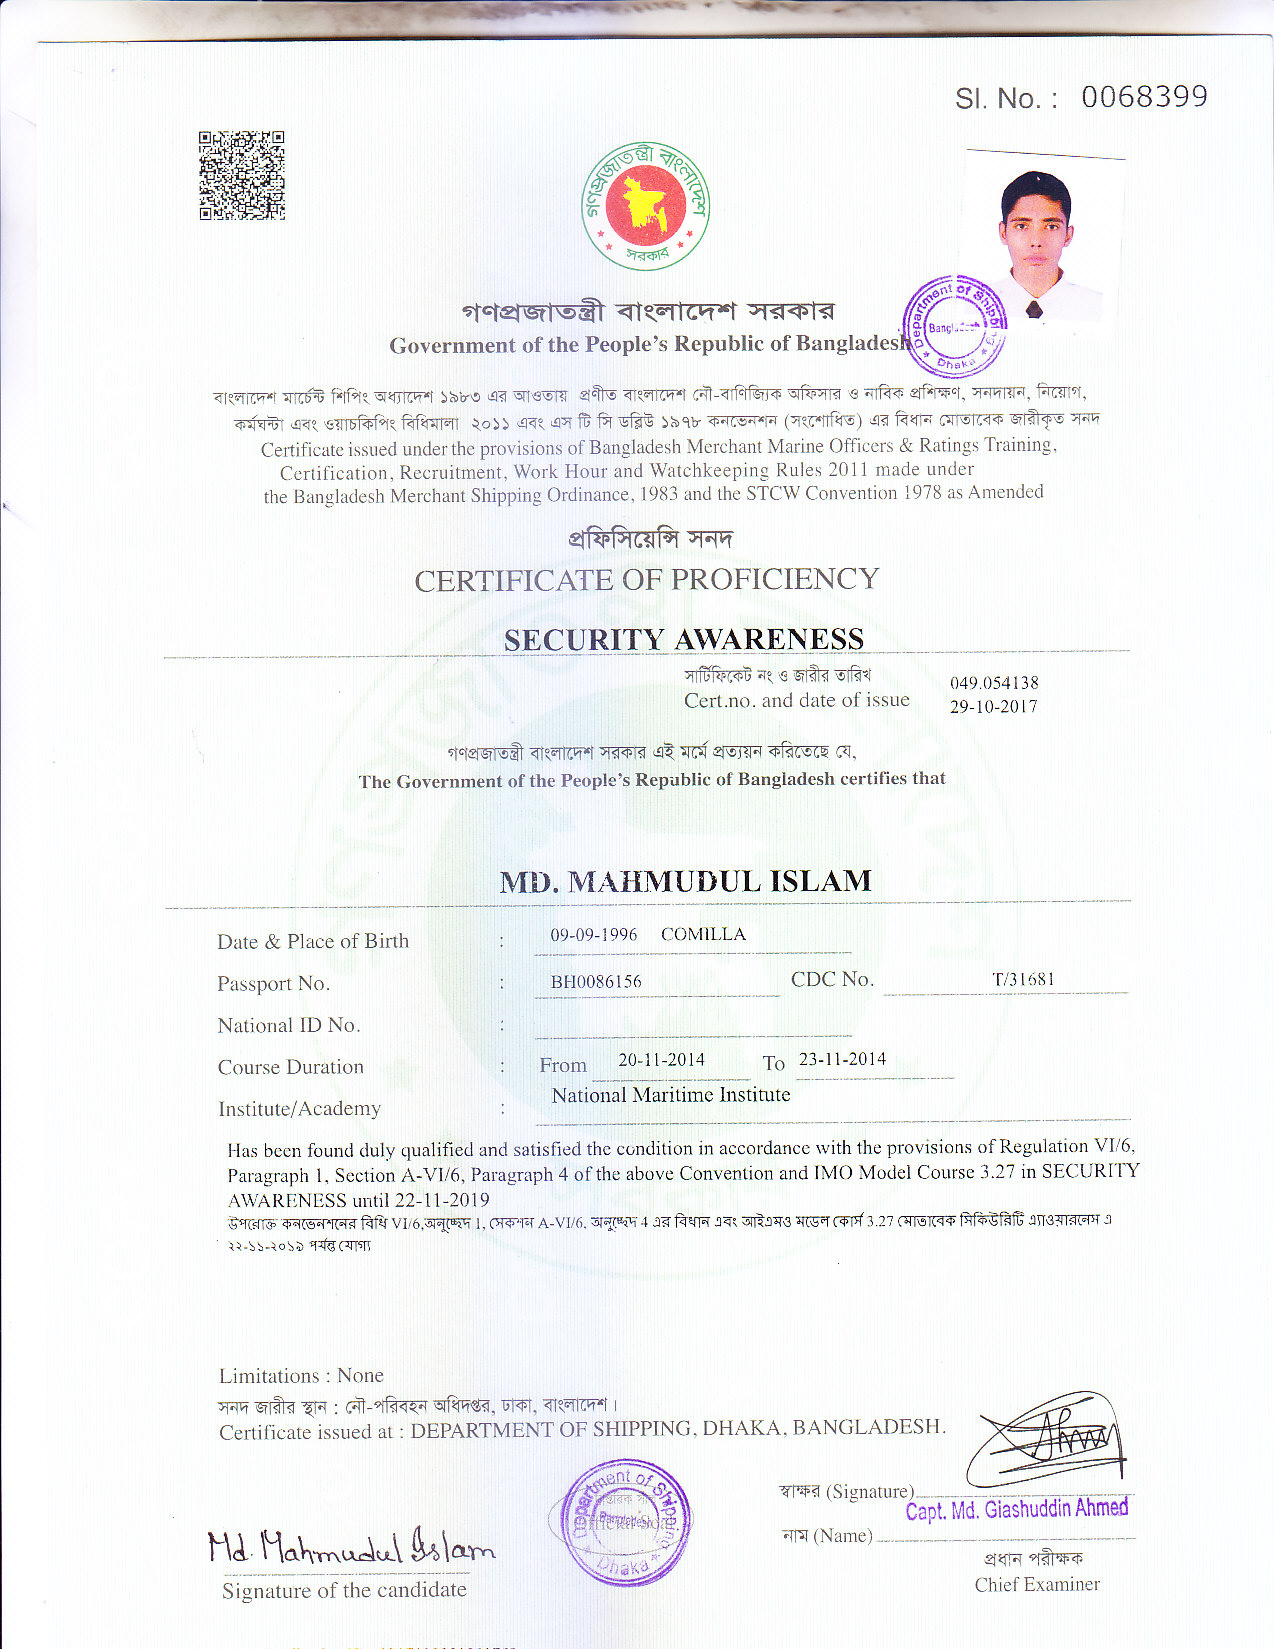 Sl. No. : 0068399
গণপ্রজাতন্ত্রী বাংলাদেশ
সরকার
গণপ্রজাতন্ত্রী বাংলাদেশ সরকার
Government of the People's Republic of Bangladesh
Department of Shipping
Bangladesh
Dhaka
বাংলাদেশ মার্চেন্ট শিপিং অধ্যাদেশ ১৯৮৩ এর আওতায় প্রণীত বাংলাদেশ নৌ-বাণিজ্যিক অফিসার ও নাবিক প্রশিক্ষণ, সনদায়ন, নিয়োগ,
কর্মঘন্টা এবং ওয়াচকিপিং বিধিমালা ২০১১ এবং এস টি সি ডব্লিউ ১৯৭৮ কনভেনশন (সংশোধিত) এর বিধান মোতাবেক জারীকৃত সনদ
Certificate issued under the provisions of Bangladesh Merchant Marine Officers & Ratings Training,
Certification, Recruitment, Work Hour and Watchkeeping Rules 2011 made under
the Bangladesh Merchant Shipping Ordinance, 1983 and the STCW Convention 1978 as Amended
প্রফিসিয়েন্সি সনদ
CERTIFICATE OF PROFICIENCY
SECURITY AWARENESS
সার্টিফিকেট নং ও জারীর তারিখ
Cert.no. and date of issue
049.054138
29-10-2017
গণপ্রজাতন্ত্রী বাংলাদেশ সরকার এই মর্মে প্রত্যয়ন করিতেছে যে,
The Government of the People's Republic of Bangladesh certifies that
MD. MAHMUDUL ISLAM
Date & Place of Birth : 09-09-1996 COMILLA
Passport No. : BH0086156 CDC No. T/31681
National ID No. :
Course Duration : From 20-11-2014 To 23-11-2014
Institute/Academy : National Maritime Institute
Has been found duly qualified and satisfied the condition in accordance with the provisions of Regulation VI/6,
Paragraph 1, Section A-VI/6, Paragraph 4 of the above Convention and IMO Model Course 3.27 in SECURITY
AWARENESS until 22-11-2019
উপরোক্ত কনভেনশনের বিধি VI/6,অনুচ্ছেদ 1, সেকশন A-VI/6, অনুচ্ছেদ 4 এর বিধান এবং আইএমও মডেল কোর্স 3.27 মোতাবেক সিকিউরিটি এ্যাওয়ারনেস এ
২২-১১-২০১৯ পর্যন্ত যোগ্য
Limitations : None
সনদ জারীর স্থান : নৌ-পরিবহন অধিদপ্তর, ঢাকা, বাংলাদেশ।
Certificate issued at : DEPARTMENT OF SHIPPING, DHAKA, BANGLADESH.
Department of Shipping
Bangladesh
Dhaka
স্বাক্ষর (Signature)
Capt. Md. Giashuddin Ahmed
নাম (Name)
প্রধান পরীক্ষক
Chief Examiner
Md. Mahmudul Islam
Signature of the candidate